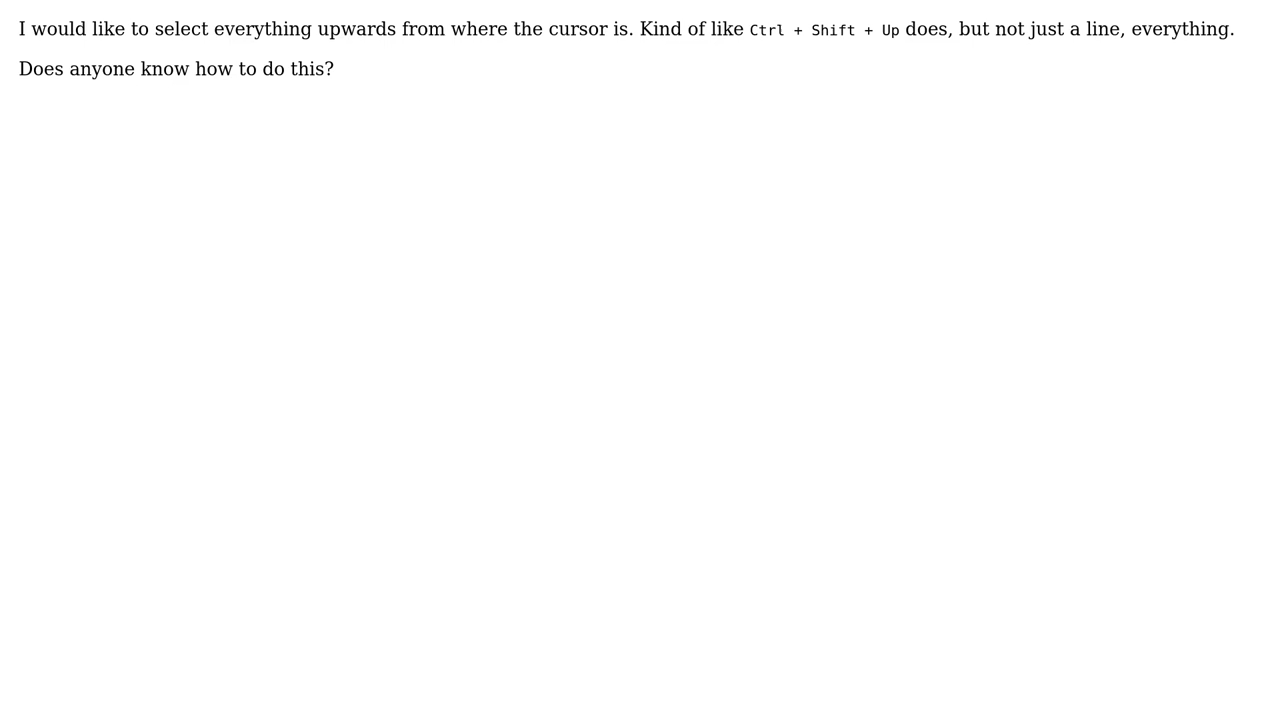 I would like to select everything upwards from where the cursor is. Kind of like Ctrl + Shift + Up does, but not just a line, everything.
Does anyone know how to do this?